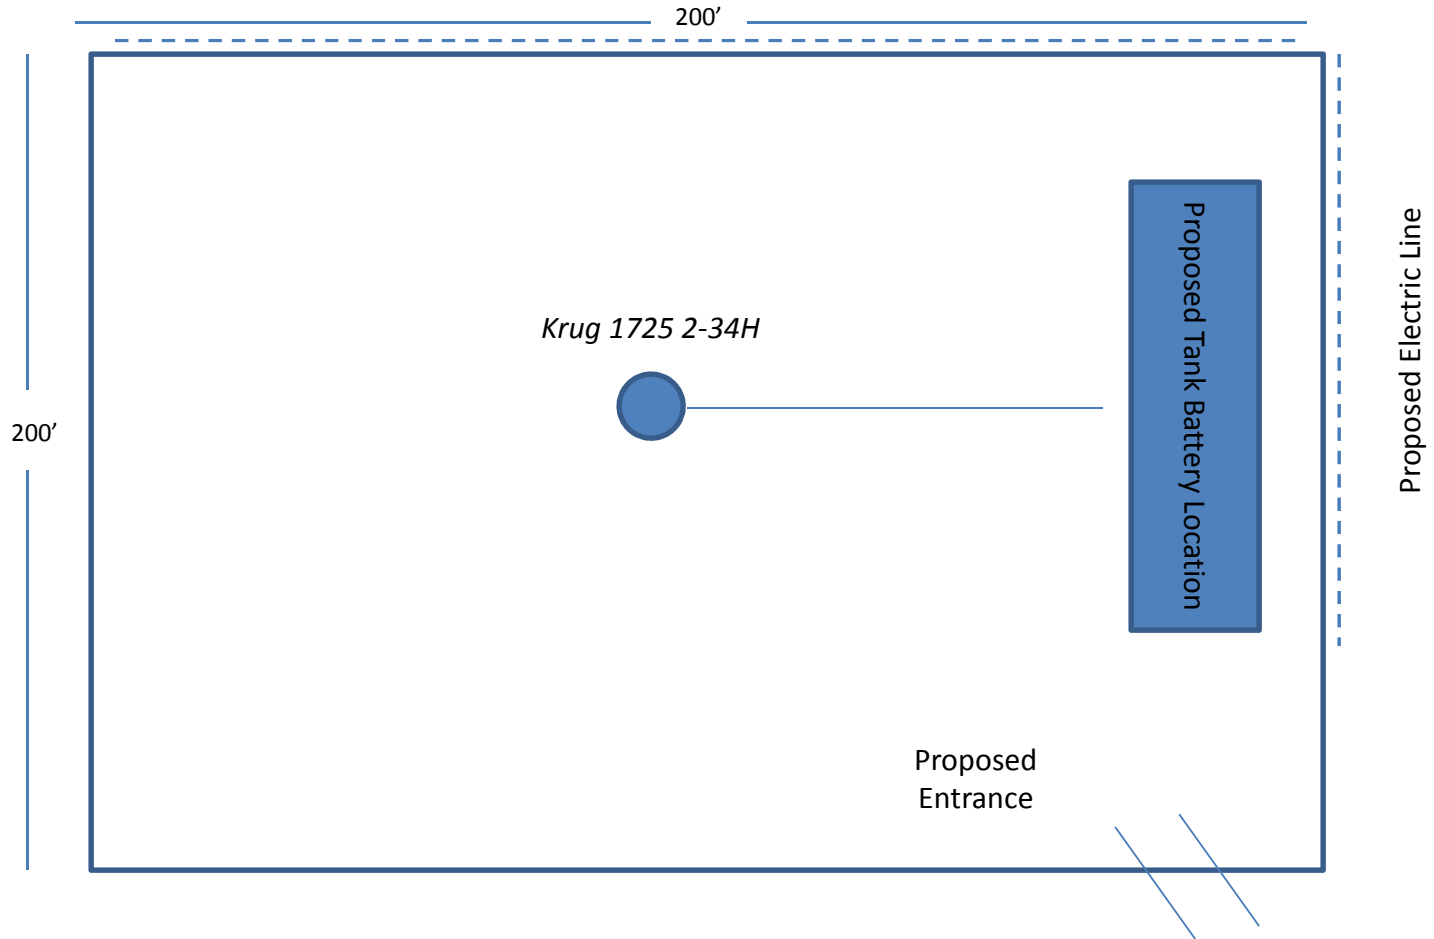 200’
Krug 1725 2-34H
Proposed Tank Battery Location
Proposed Electric Line
200’
Proposed
Entrance